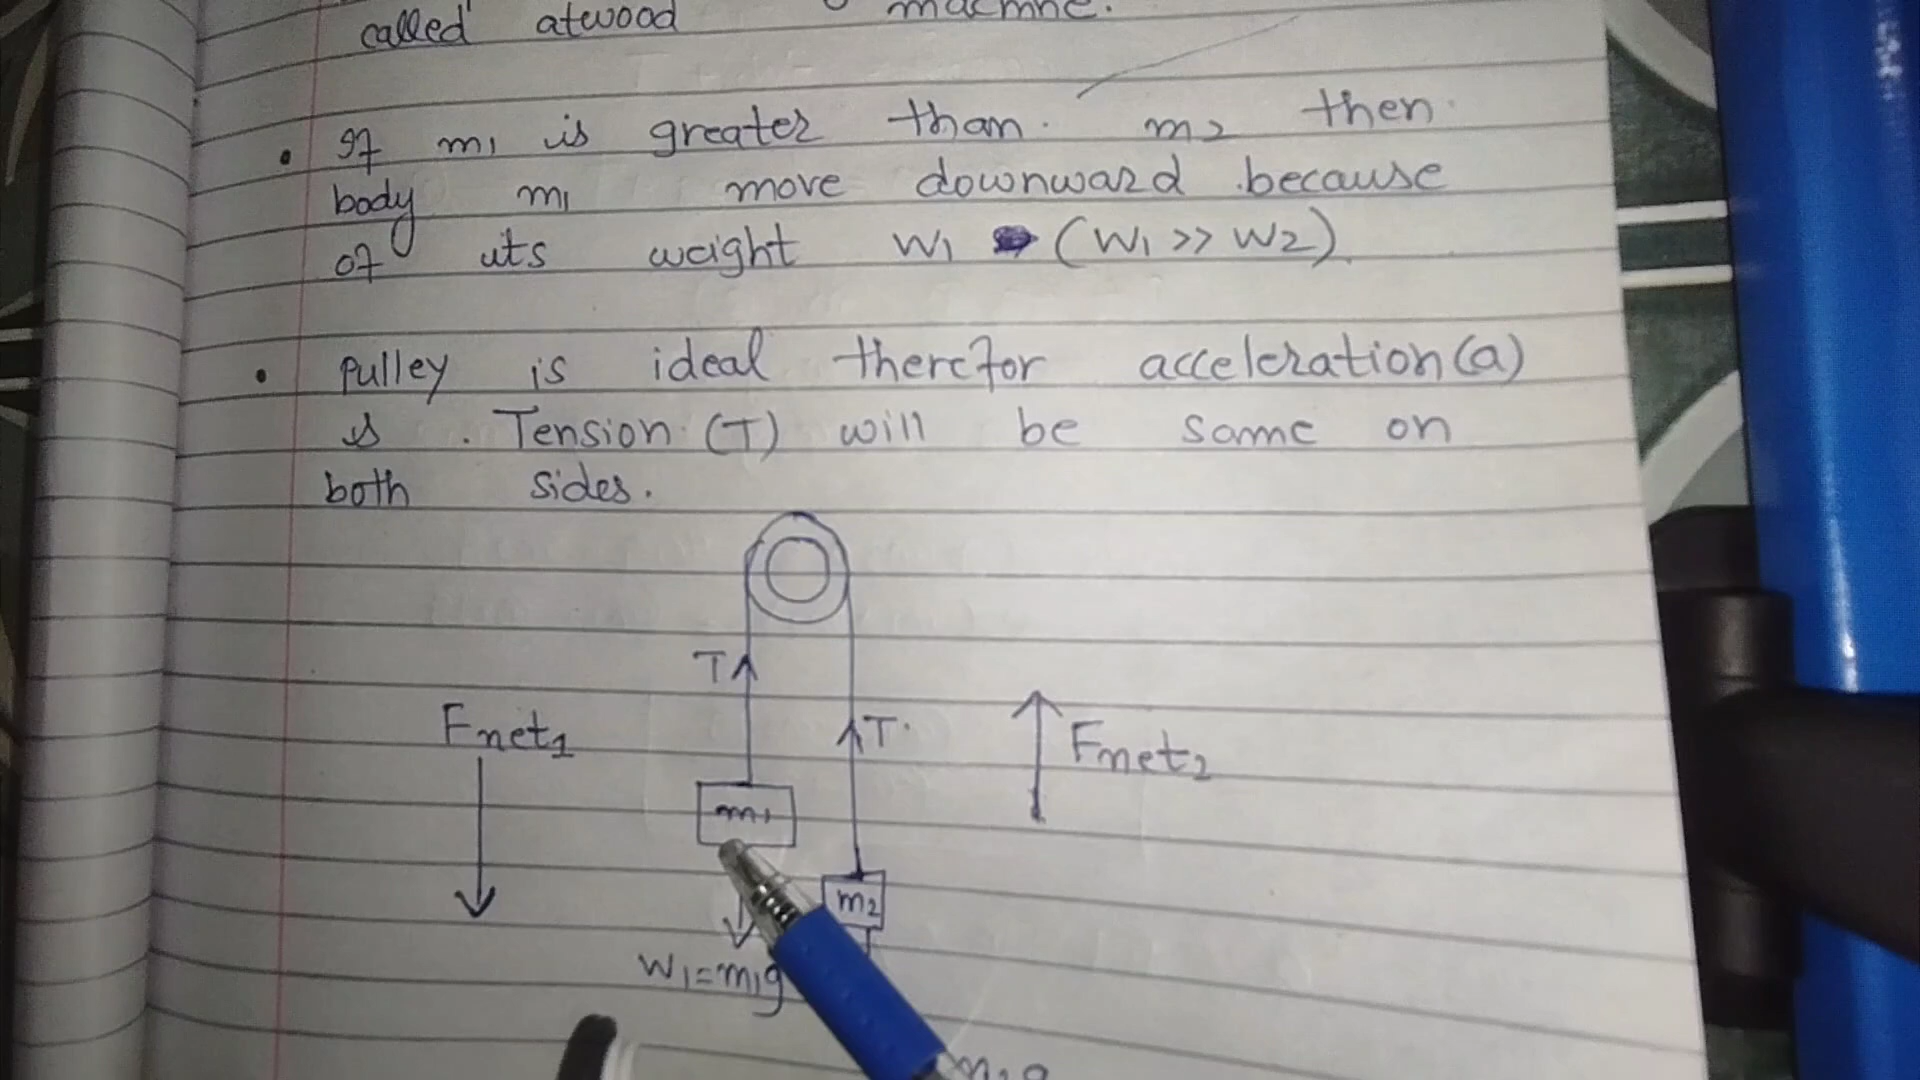 called atwood machine.
• If m1 is greater than m2 then
body m1 move downward because
of its weight W1 (W1 >> W2)
• Pulley is ideal therefor acceleration(a)
is . Tension (T) will be same on
both sides.
T
Fnet1
T
Fnet2
m1
m2
W1=m1g